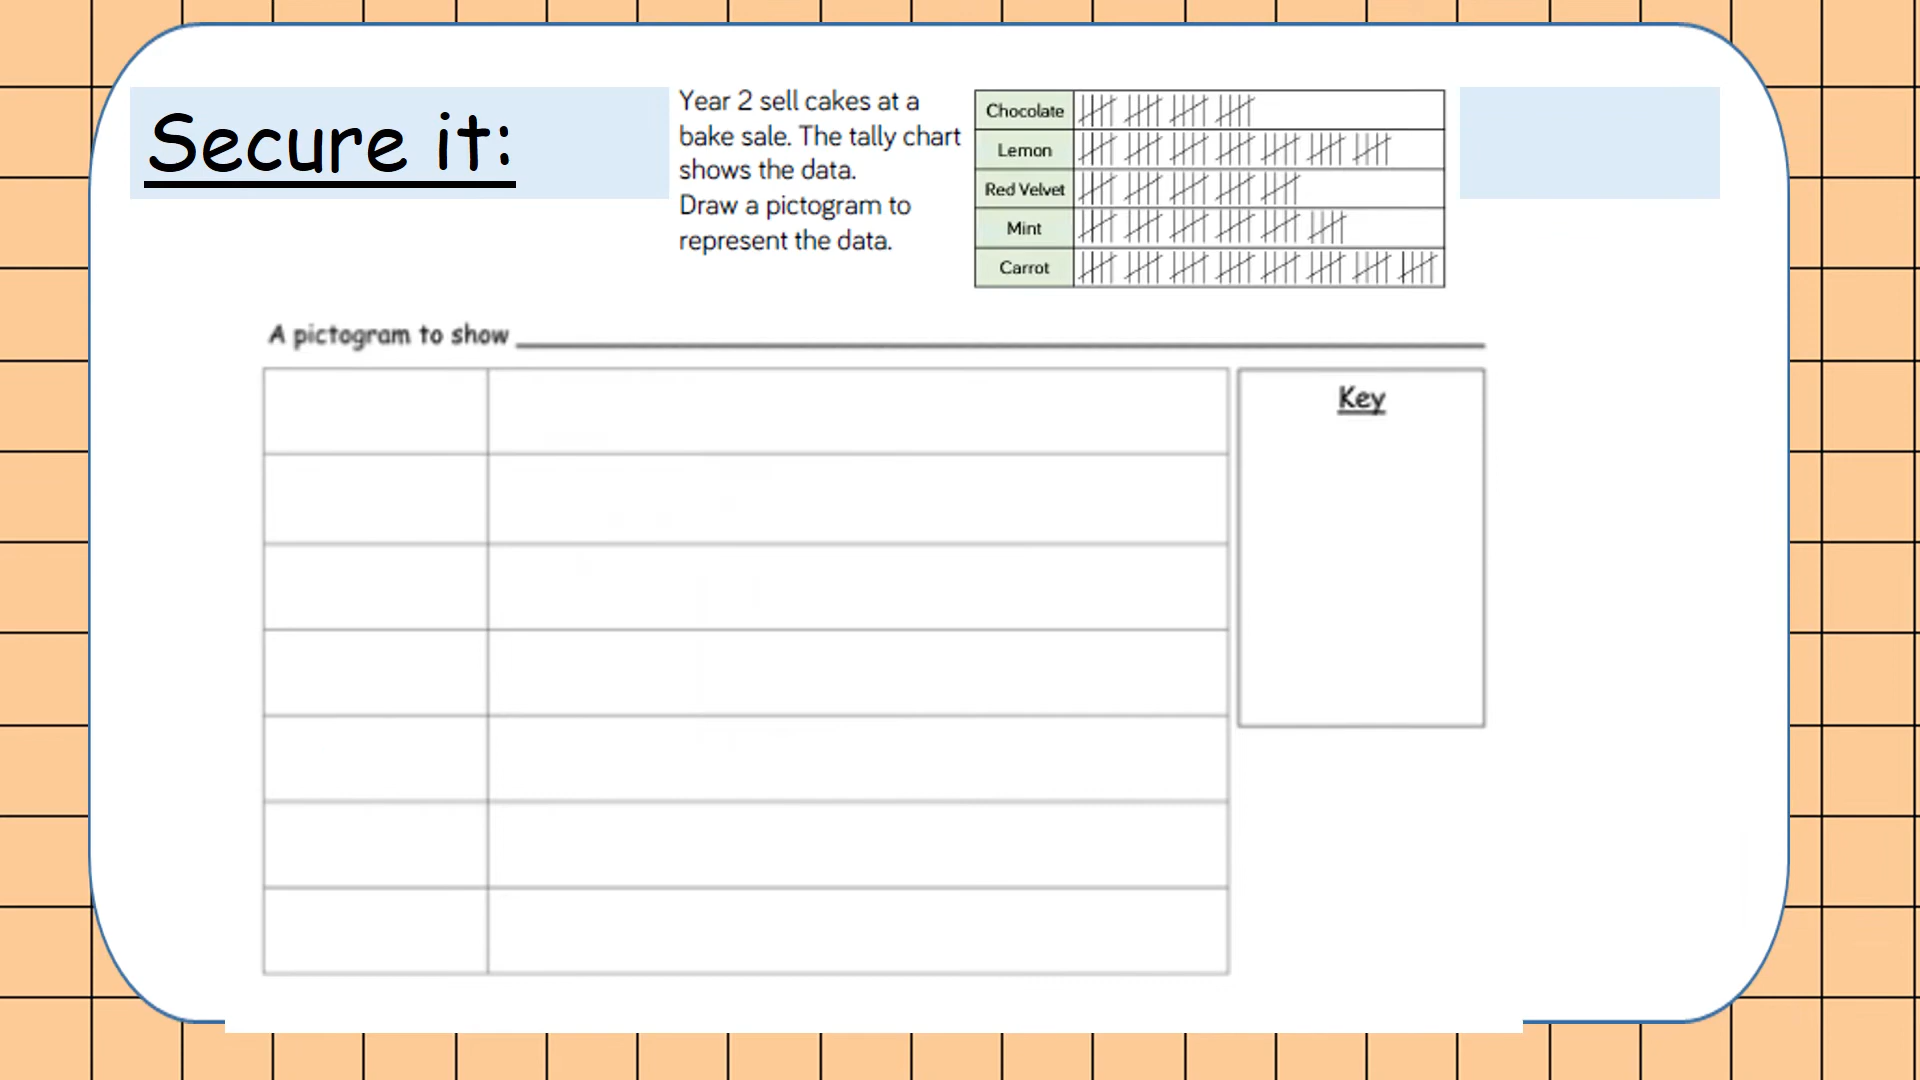 Secure it:
Year 2 sell cakes at a
bake sale. The tally chart
shows the data.
Draw a pictogram to
represent the data.
Chocolate
Lemon
Red Velvet
Mint
Carrot
A pictogram to show
Key